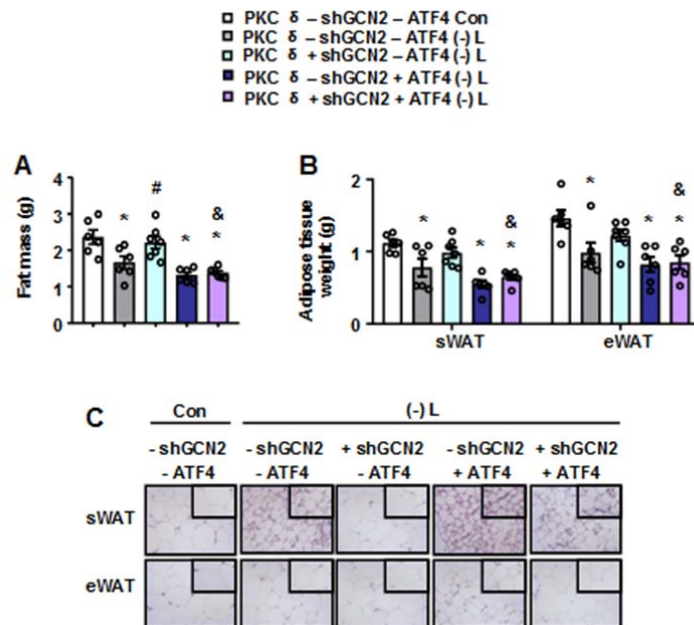 PKC δ – shGCN2 – ATF4 Con
PKC δ – shGCN2 – ATF4 (-) L
PKC δ + shGCN2 – ATF4 (-) L
PKC δ – shGCN2 + ATF4 (-) L
PKC δ + shGCN2 + ATF4 (-) L
A
Fat mass (g)
4
3
2
1
0
*
#
*
&
*
B
Adipose tissue
weight (g)
2
1
0
*
*
&
*
*
*
&
*
sWAT
eWAT
C
Con
(-) L
- shGCN2
- ATF4
- shGCN2
- ATF4
+ shGCN2
- ATF4
- shGCN2
+ ATF4
+ shGCN2
+ ATF4
sWAT
eWAT